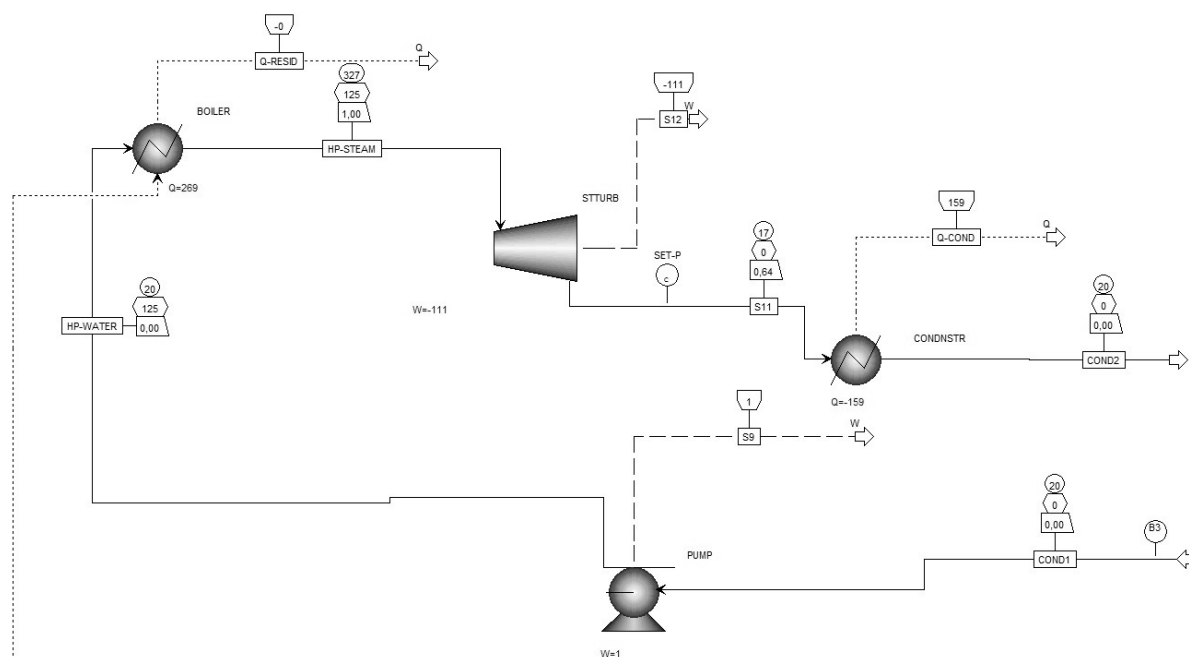 -0
Q-RESID
Q
327
125
1,00
HP-STEAM
BOILER
Q=269
-111
W
S12
STTURB
W=-111
159
Q-COND
Q
SET-P
C
17
0
0,64
S11
20
0
0,00
COND2
CONDNSTR
Q=-159
20
125
0,00
HP-WATER
1
S9
W
20
0
0,00
COND1
B3
PUMP
W=1